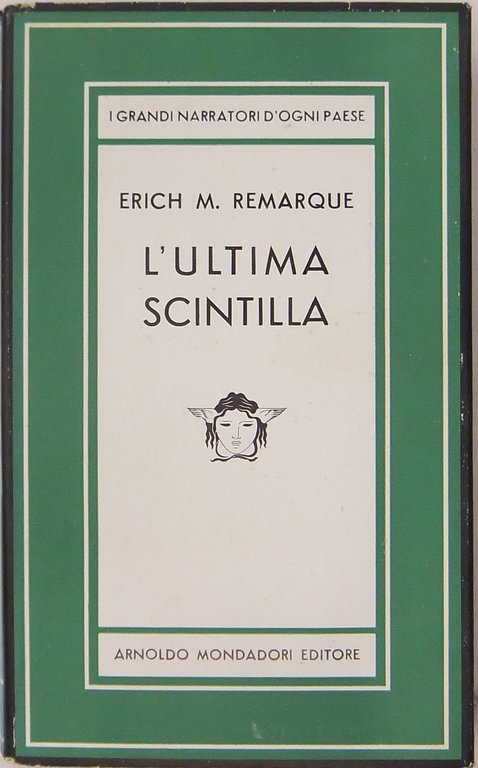 I GRANDI NARRATORI D'OGNI PAESE
ERICH M. REMARQUE
L'ULTIMA
SCINTILLA
ARNOLDO MONDADORI EDITORE